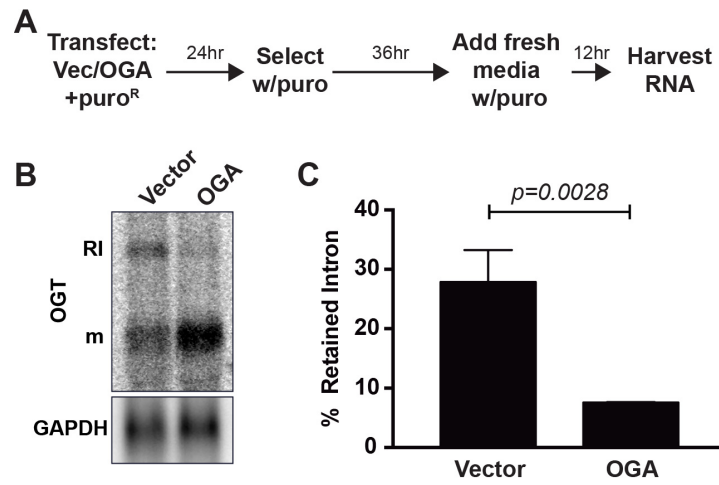 A
Transfect:
Vec/OGA
+puroᴿ
24hr
Select
w/puro
36hr
Add fresh
media
w/puro
12hr
Harvest
RNA
B
Vector
OGA
OGT
RI
m
GAPDH
C
p=0.0028
% Retained Intron
40
30
20
10
0
Vector
OGA